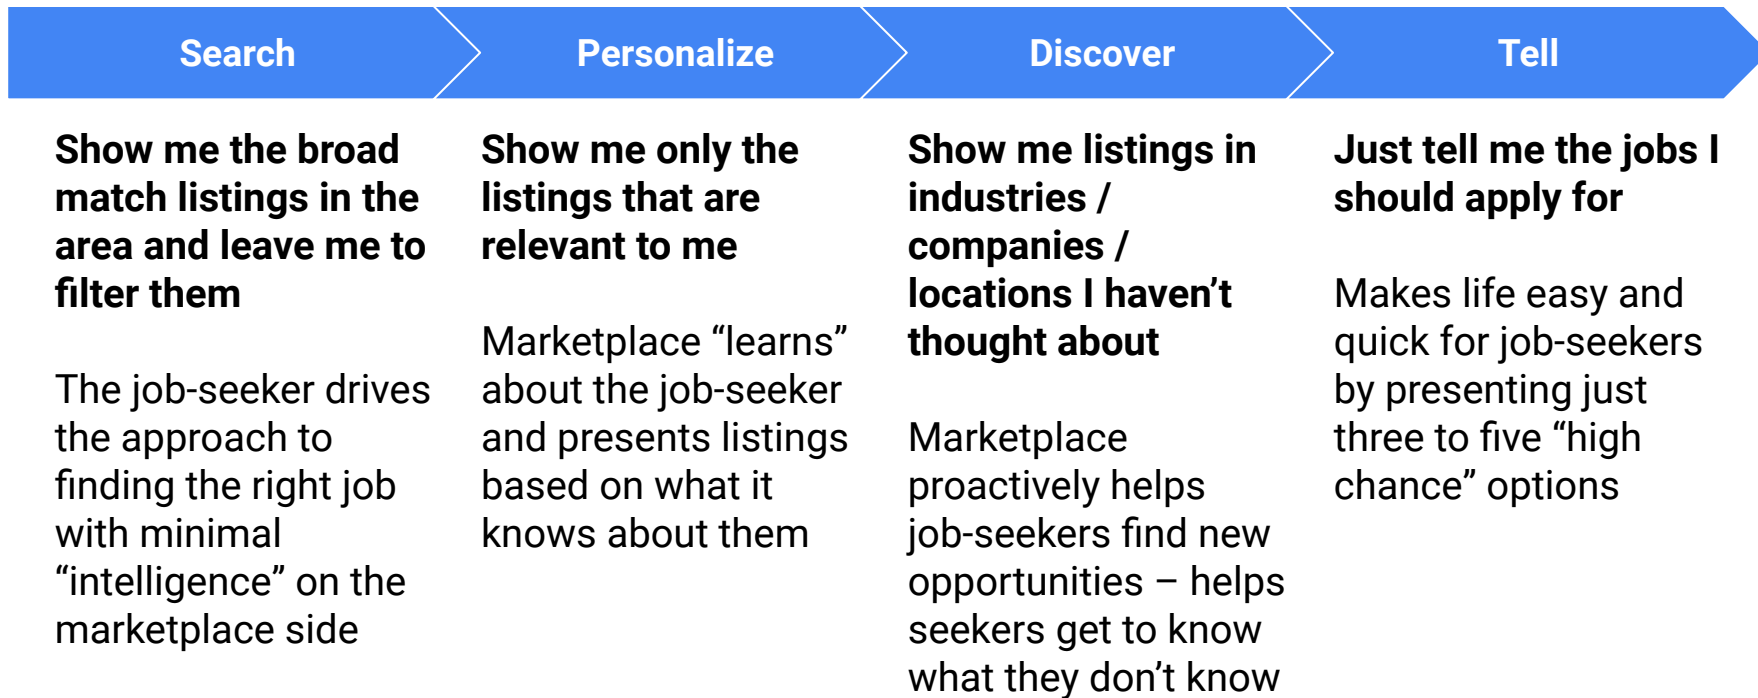 Search
Personalize
Discover
Tell
Show me the broad
match listings in the
area and leave me to
filter them
The job-seeker drives
the approach to
finding the right job
with minimal
“intelligence” on the
marketplace side
Show me only the
listings that are
relevant to me
Marketplace “learns”
about the job-seeker
and presents listings
based on what it
knows about them
Show me listings in
industries /
companies /
locations I haven’t
thought about
Marketplace
proactively helps
job-seekers find new
opportunities – helps
seekers get to know
what they don’t know
Just tell me the jobs I
should apply for
Makes life easy and
quick for job-seekers
by presenting just
three to five “high
chance” options